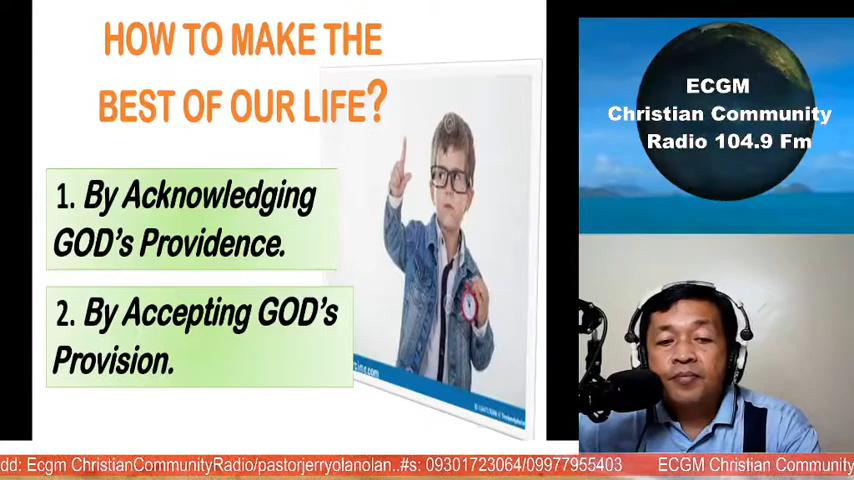 HOW TO MAKE THE
BEST OF OUR LIFE?
1. By Acknowledging
GOD's Providence.
2. By Accepting GOD's
Provision.
ECGM
Christian Community
Radio 104.9 Fm
dd: Ecgm ChristianCommunityRadio/pastorjerryolanolan..#s: 09301723064/09977955403 ECGM Christian Community